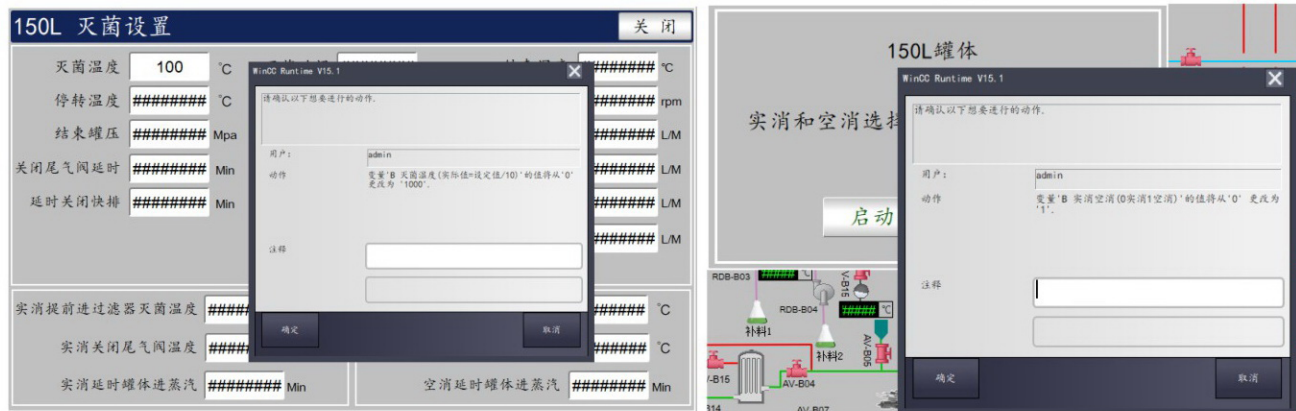 150L 灭菌设置
关 闭
灭菌温度 100 ℃
######## ℃
停转温度 ######## ℃
####### rpm
结束罐压 ######## Mpa
####### L/M
关闭尾气阀延时 ######## Min
####### L/M
延时关闭快排 ######## Min
####### L/M
####### L/M
WinCC Runtime V15.1
请确认以下想要进行的动作.
用户:
admin
动作
变量'B 灭菌温度(实际值=设定值/10)'的值将从'0'
更改为 '1000'.
注释
确定
取消
实消提前进过滤器灭菌温度 #####
###### ℃
实消关闭尾气阀温度 ####
###### ℃
实消延时罐体进蒸汽 ######## Min
空消延时罐体进蒸汽 ######## Min
150L罐体
实消和空消选择
启动
WinCC Runtime V15.1
请确认以下想要进行的动作.
用户:
admin
动作
变量'B 实消空消(0实消1空消)'的值将从'0' 更改为
'1'.
注释
确定
取消
RDB-B03
##### ℃
V-B15
RDB-B04
##### ℃
补料1
补料2
AV-B05
/-B15
AV-B04
314
AV-B07